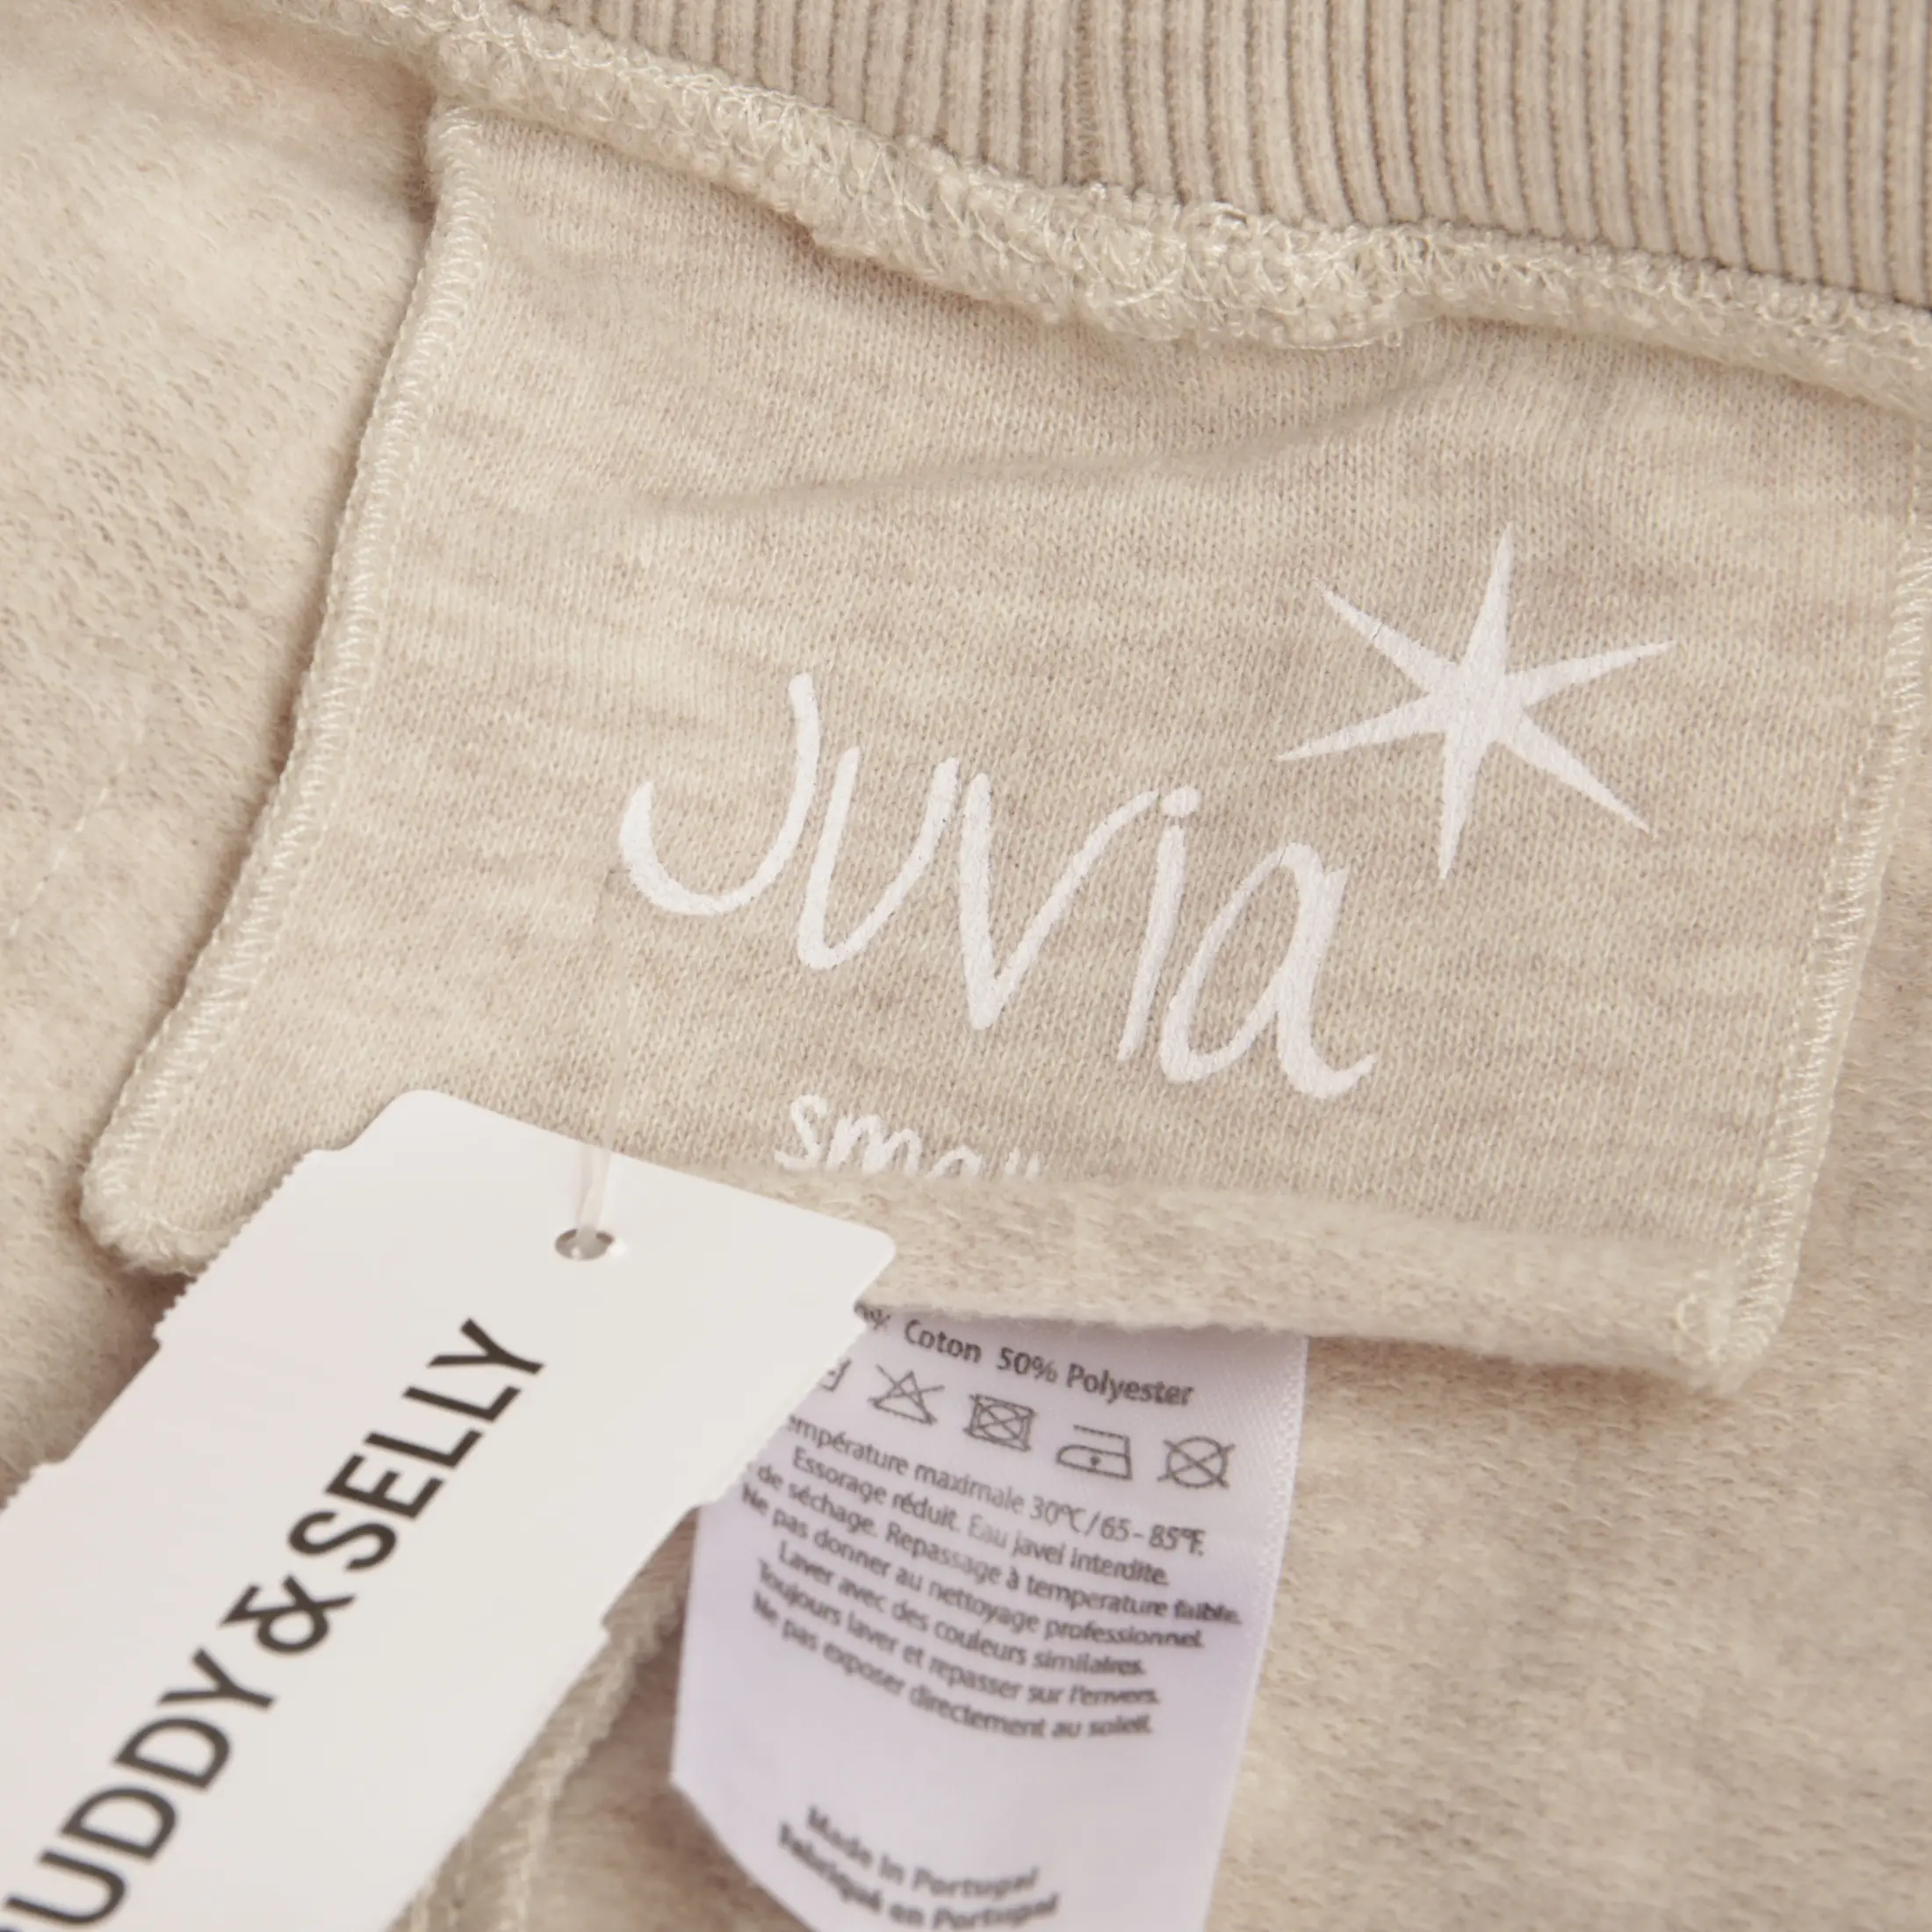 Juvia
small
UDDY & SELLY
Coton 50% Polyester
température maximale 30°C/65-85°F.
Essorage réduit. Eau javel interdite.
de séchage. Repassage à temperature faible.
Ne pas donner au nettoyage professionnel.
Laver avec des couleurs similaires.
Toujours laver et repasser sur l'envers.
Ne pas exposer directement au soleil.
Made in Portugal
Fabriqué en Portugal